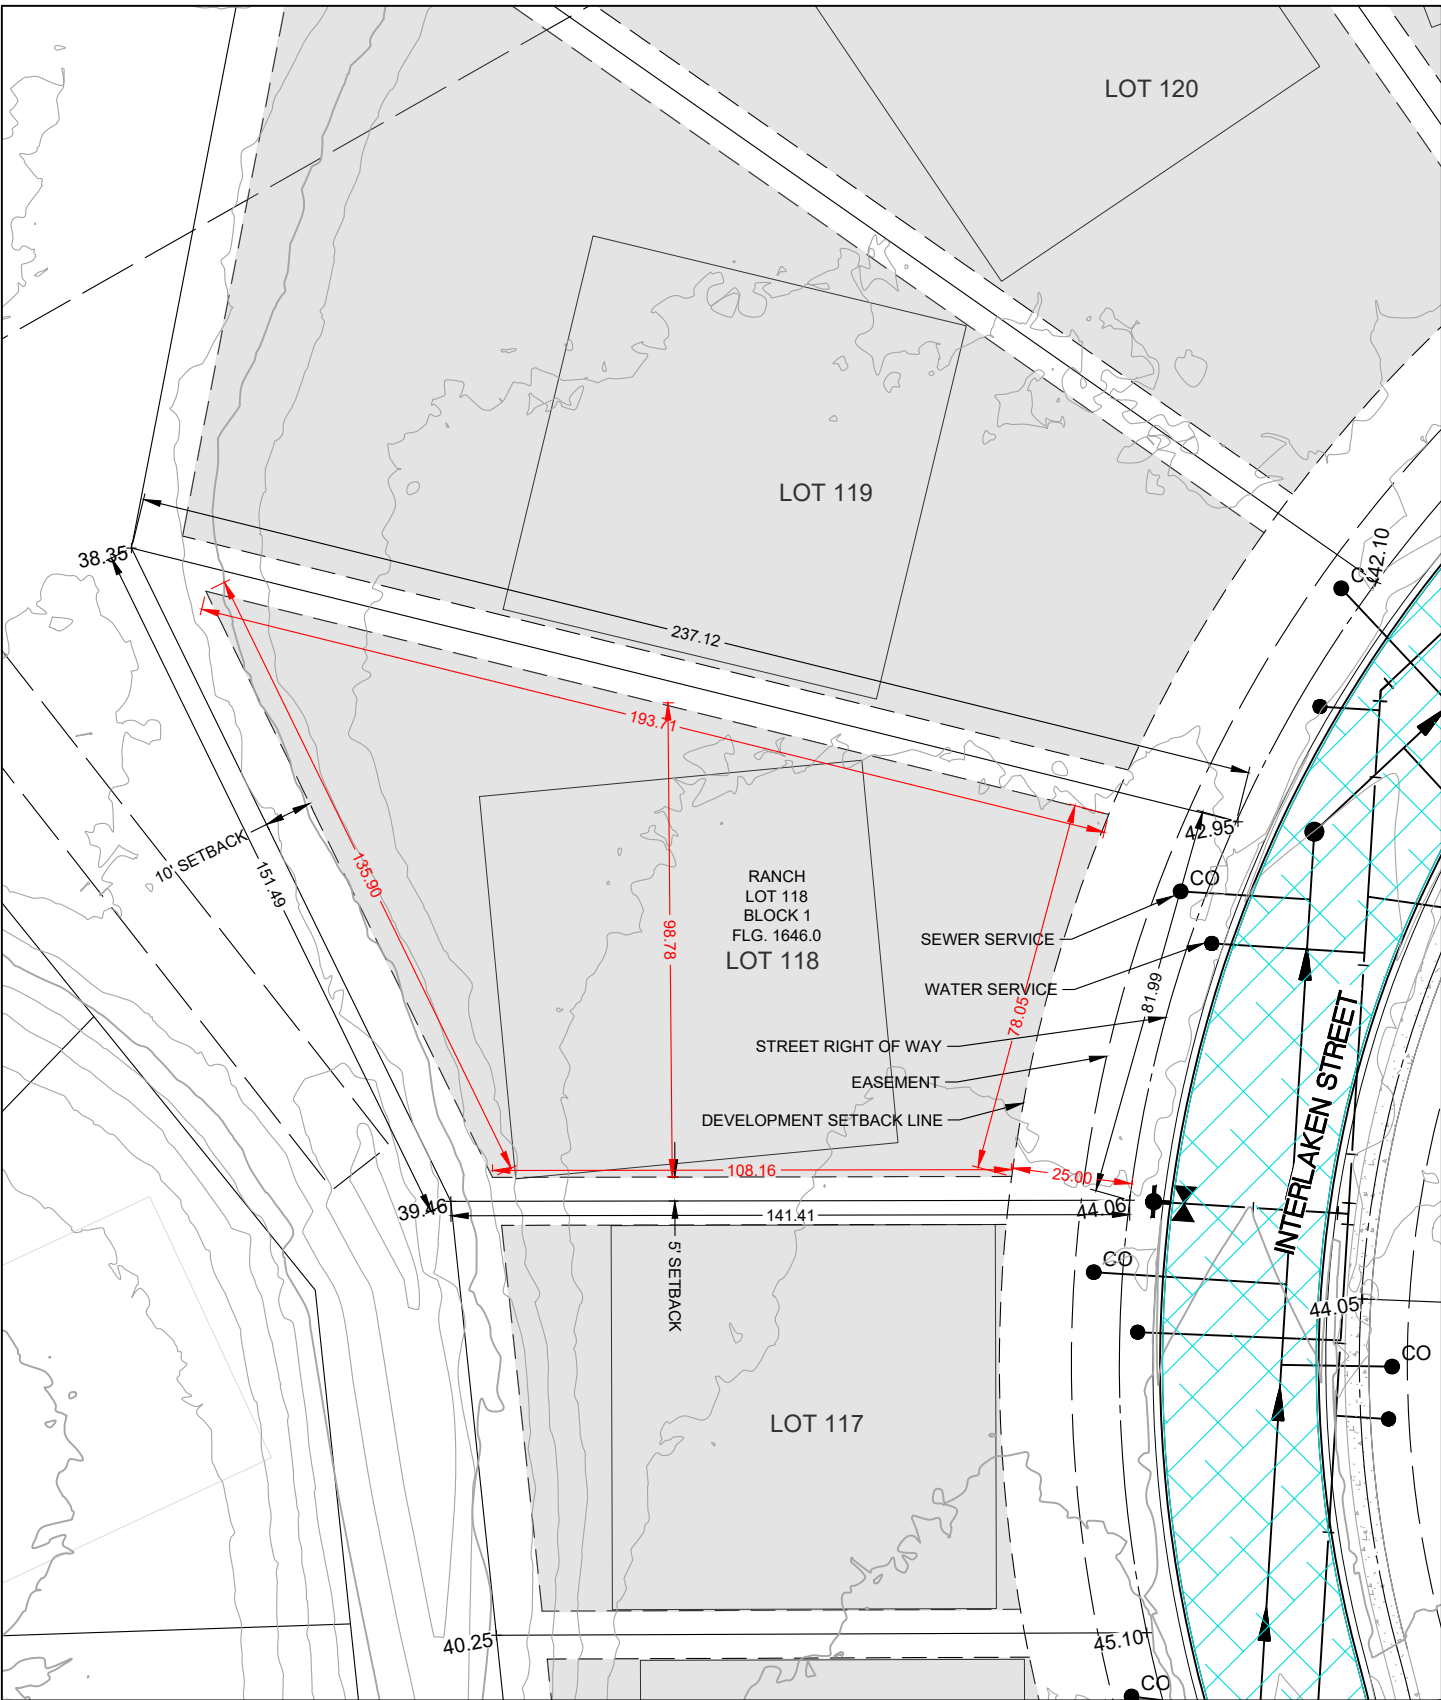 LOT 120
LOT 119
38.35
C
42.10
237.12
193.71
42.95
10' SETBACK
151.49
135.90
98.78
RANCH
LOT 118
BLOCK 1
FLG. 1646.0
LOT 118
CO
SEWER SERVICE
WATER SERVICE
81.99
78.05
STREET RIGHT OF WAY
EASEMENT
DEVELOPMENT SETBACK LINE
INTERLAKEN STREET
108.16
25.00
39.46
141.41
44.06
5' SETBACK
CO
44.05
CO
LOT 117
40.25
45.10
CO